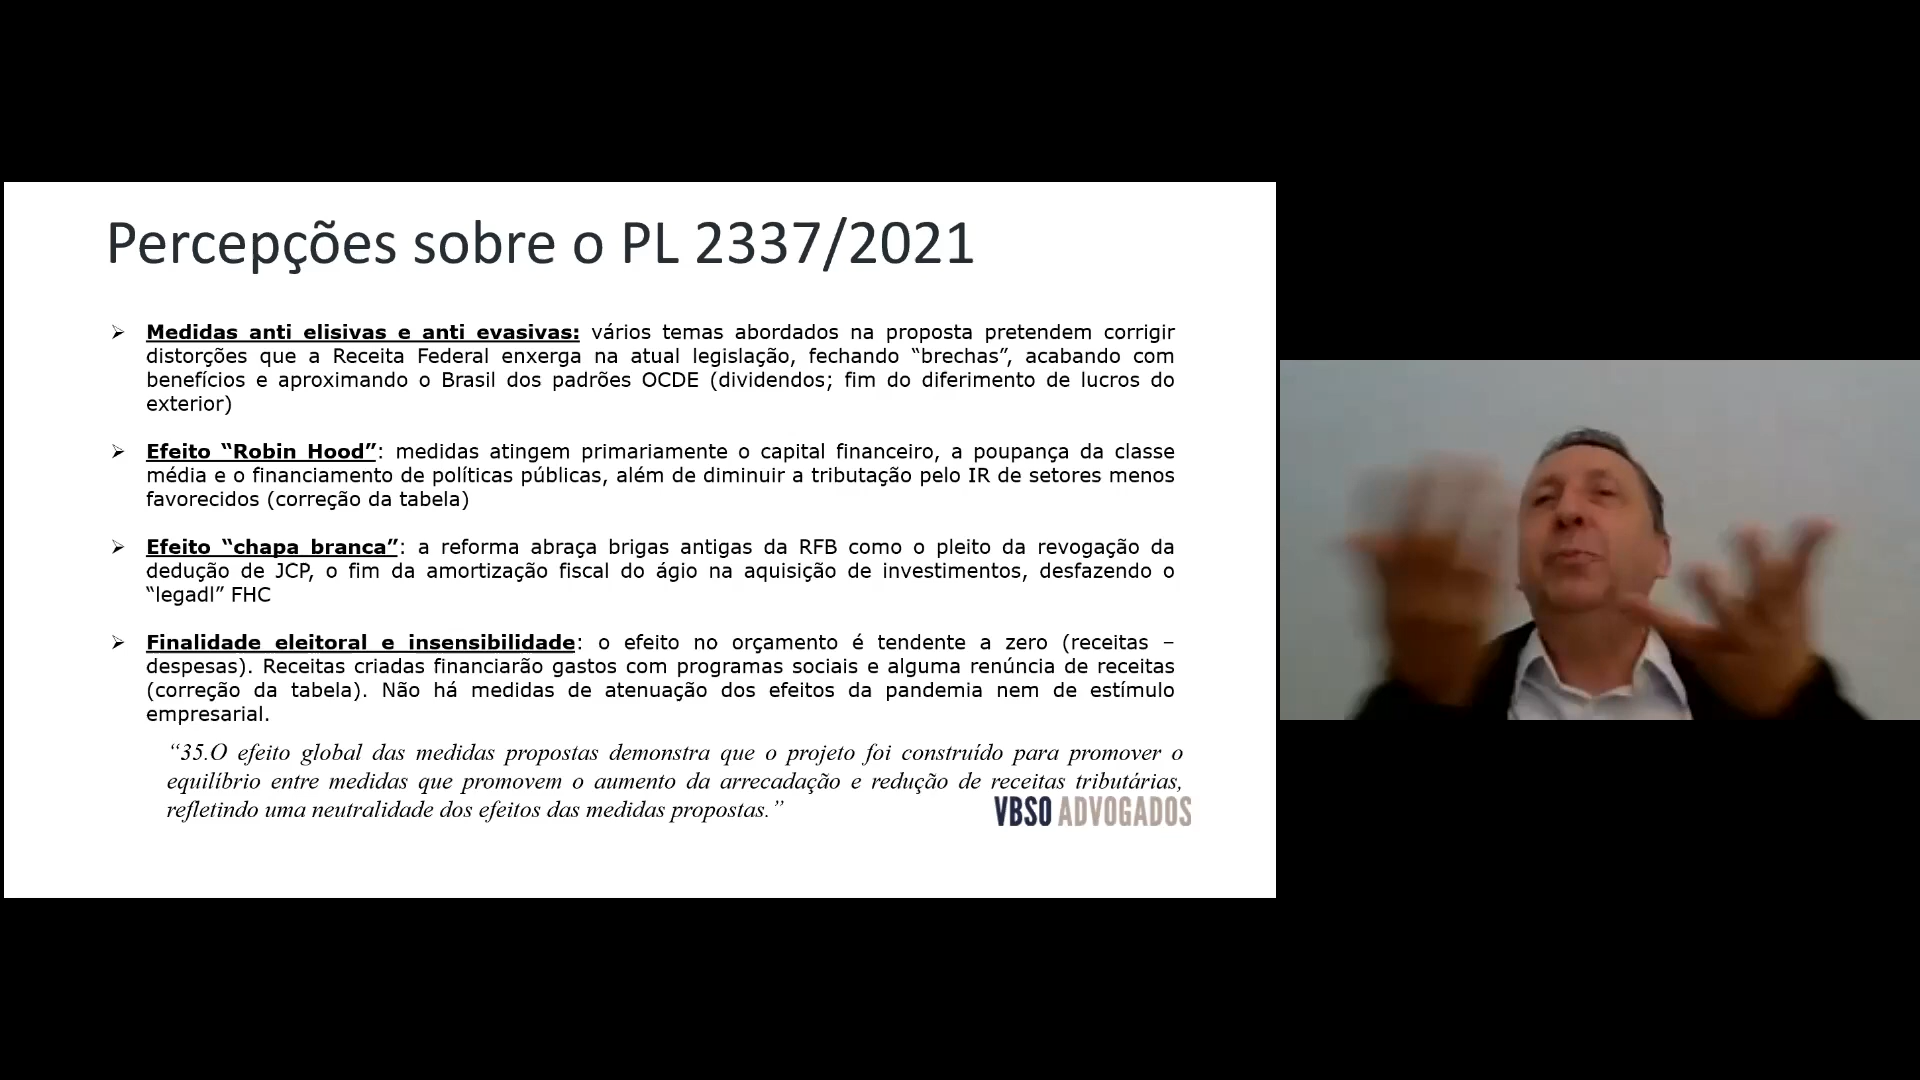 Percepções sobre o PL 2337/2021
➢ Medidas anti elisivas e anti evasivas: vários temas abordados na proposta pretendem corrigir
distorções que a Receita Federal enxerga na atual legislação, fechando “brechas”, acabando com
benefícios e aproximando o Brasil dos padrões OCDE (dividendos; fim do diferimento de lucros do
exterior)
➢ Efeito “Robin Hood”: medidas atingem primariamente o capital financeiro, a poupança da classe
média e o financiamento de políticas públicas, além de diminuir a tributação pelo IR de setores menos
favorecidos (correção da tabela)
➢ Efeito “chapa branca”: a reforma abraça brigas antigas da RFB como o pleito da revogação da
dedução de JCP, o fim da amortização fiscal do ágio na aquisição de investimentos, desfazendo o
“legadl” FHC
➢ Finalidade eleitoral e insensibilidade: o efeito no orçamento é tendente a zero (receitas –
despesas). Receitas criadas financiarão gastos com programas sociais e alguma renúncia de receitas
(correção da tabela). Não há medidas de atenuação dos efeitos da pandemia nem de estímulo
empresarial.
“35.O efeito global das medidas propostas demonstra que o projeto foi construído para promover o
equilíbrio entre medidas que promovem o aumento da arrecadação e redução de receitas tributárias,
refletindo uma neutralidade dos efeitos das medidas propostas.”
VBSO ADVOGADOS